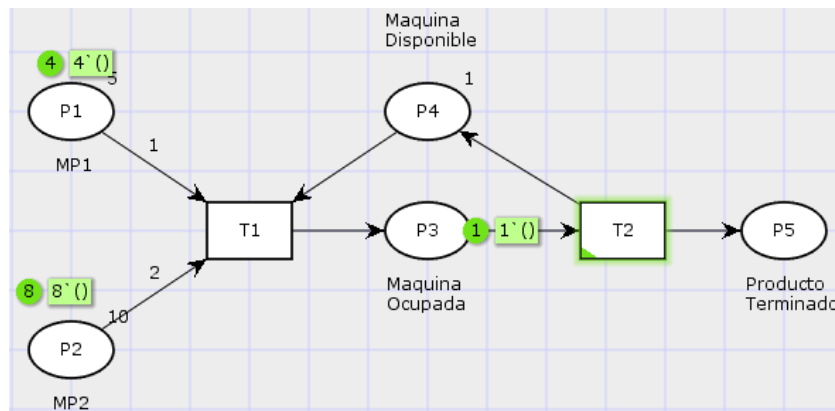 Maquina
Disponible
4 4`()
5
1
P1
P4
1
MP1
T1
P3
1 1`()
T2
P5
2
8 8`()
Maquina
Ocupada
Producto
Terminado
10
P2
MP2